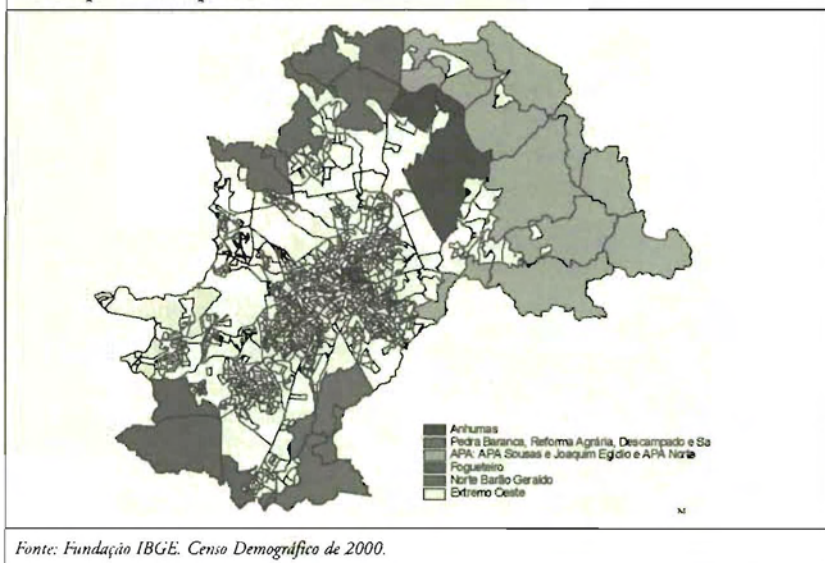 Anhumas
Pedra Baranca, Reforma Agrária, Descampado e Sa
APA: APA Sousas e Joaquim Egidio e APA Norte
Fogueteiro
Norte Barão Geraldo
Extremo Oeste
Fonte: Fundação IBGE. Censo Demográfico de 2000.